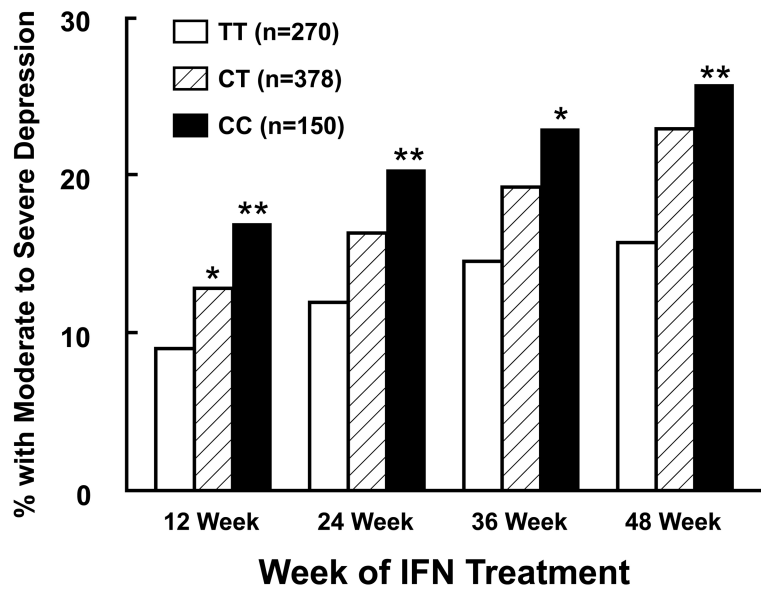 % with Moderate to Severe Depression
30
20
10
0
TT (n=270)
CT (n=378)
CC (n=150)
*
**
**
*
**
12 Week
24 Week
36 Week
48 Week
Week of IFN Treatment